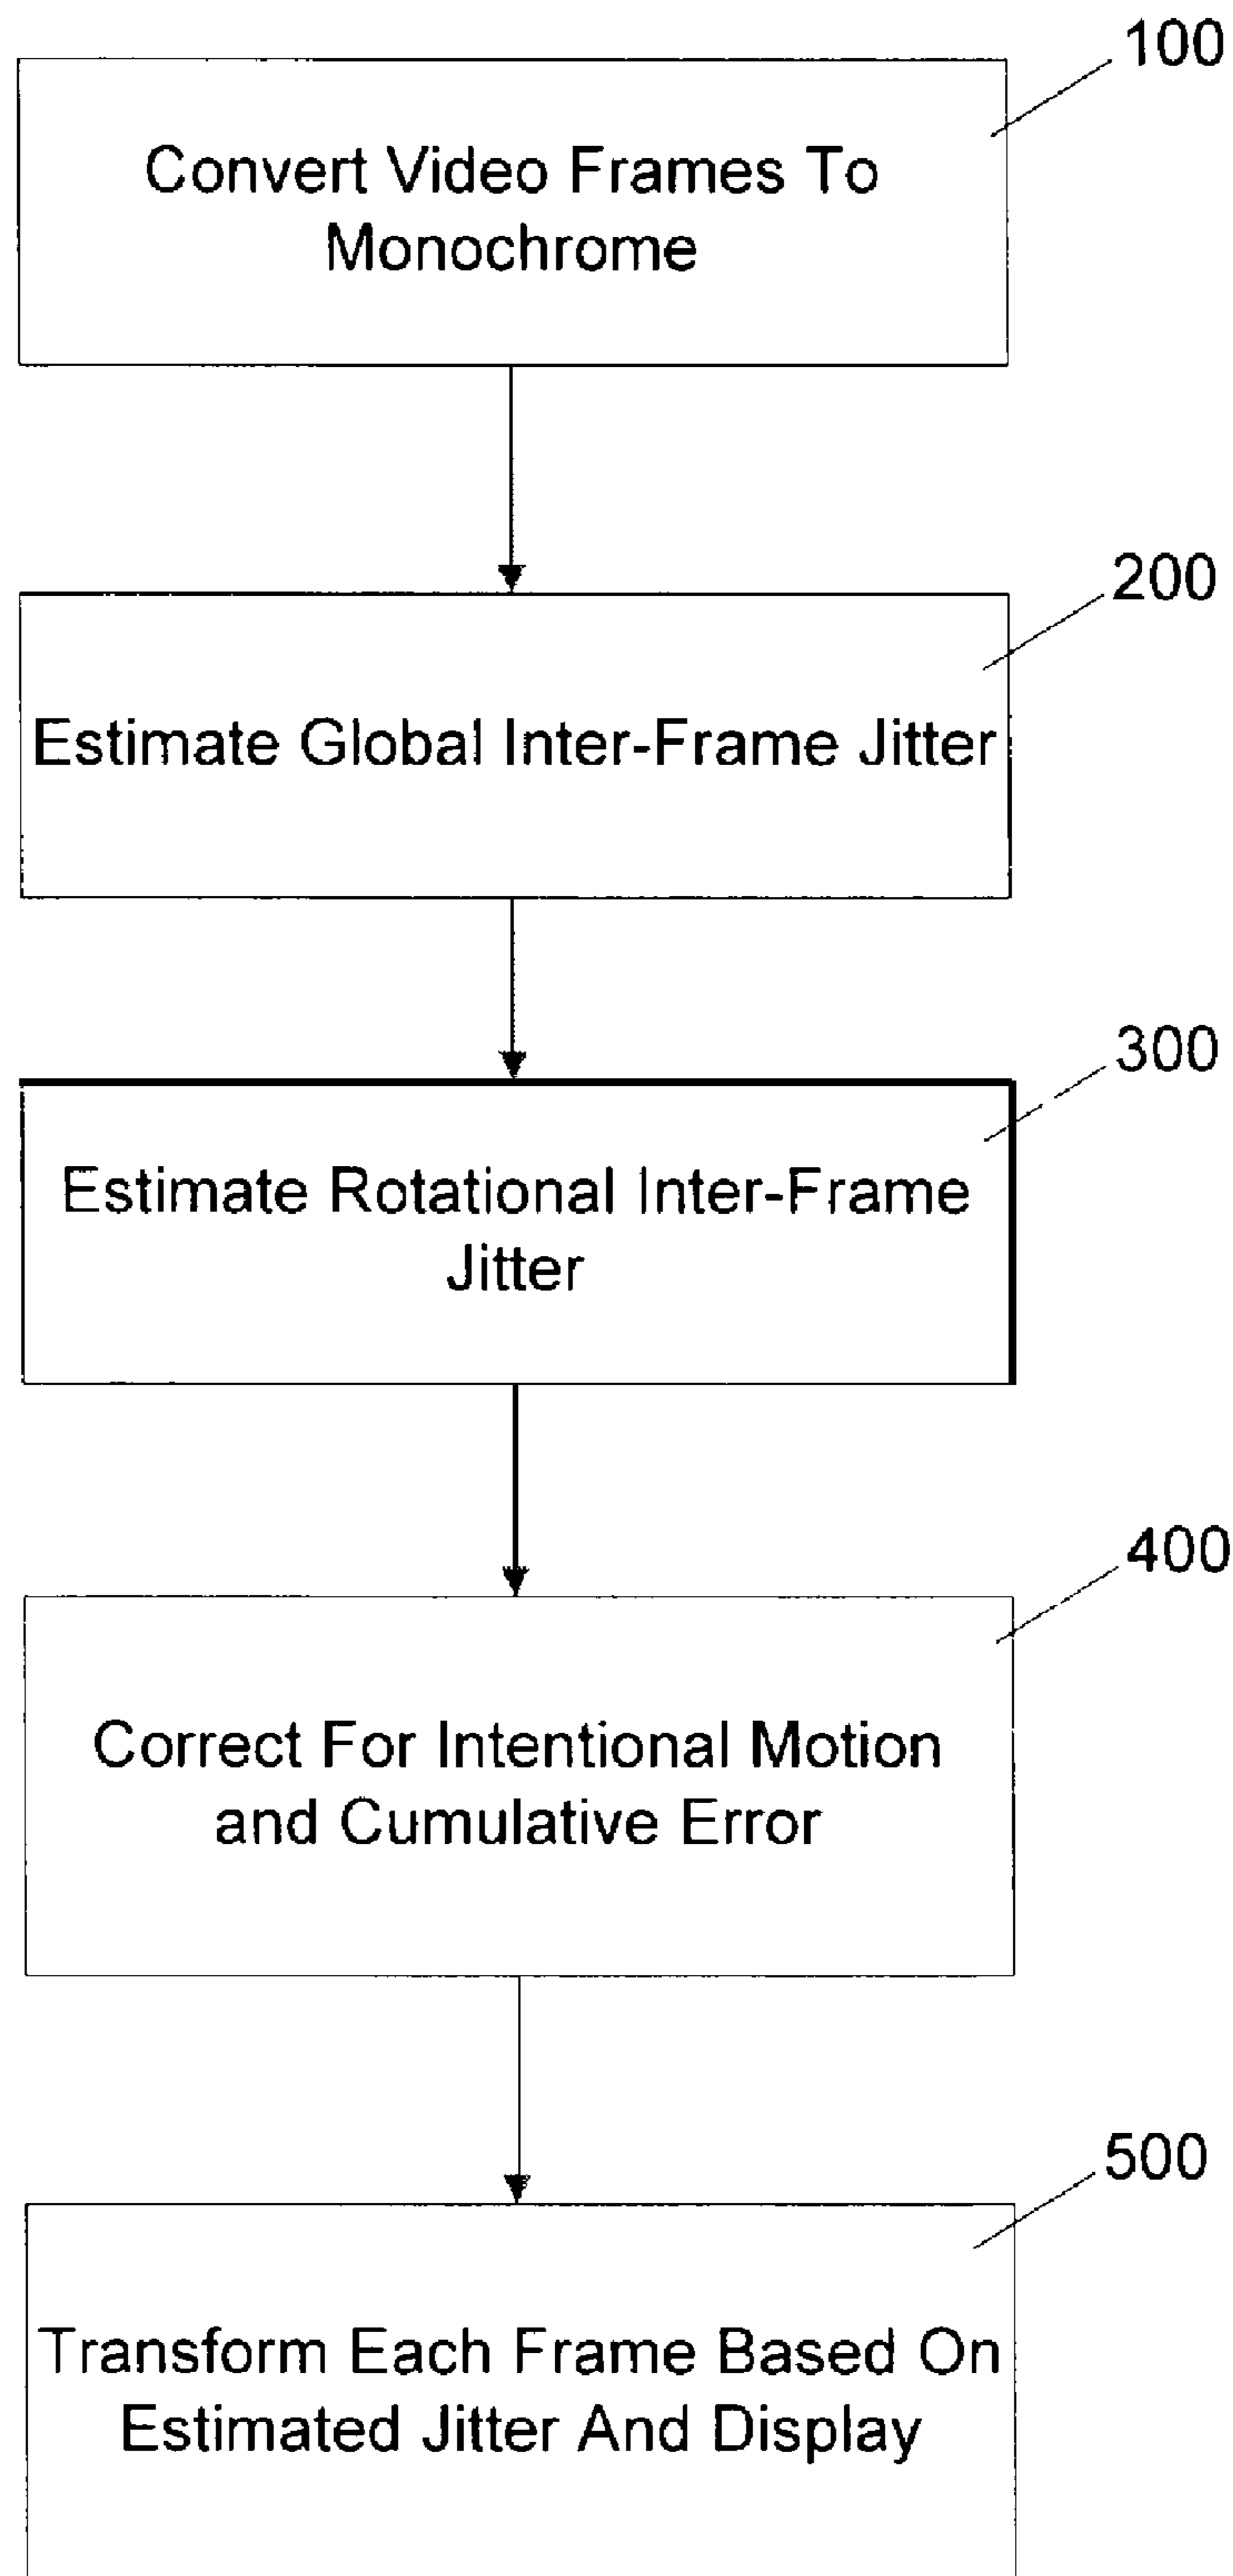 100
Convert Video Frames To
Monochrome
200
Estimate Global Inter-Frame Jitter
300
Estimate Rotational Inter-Frame
Jitter
400
Correct For Intentional Motion
and Cumulative Error
500
Transform Each Frame Based On
Estimated Jitter And Display